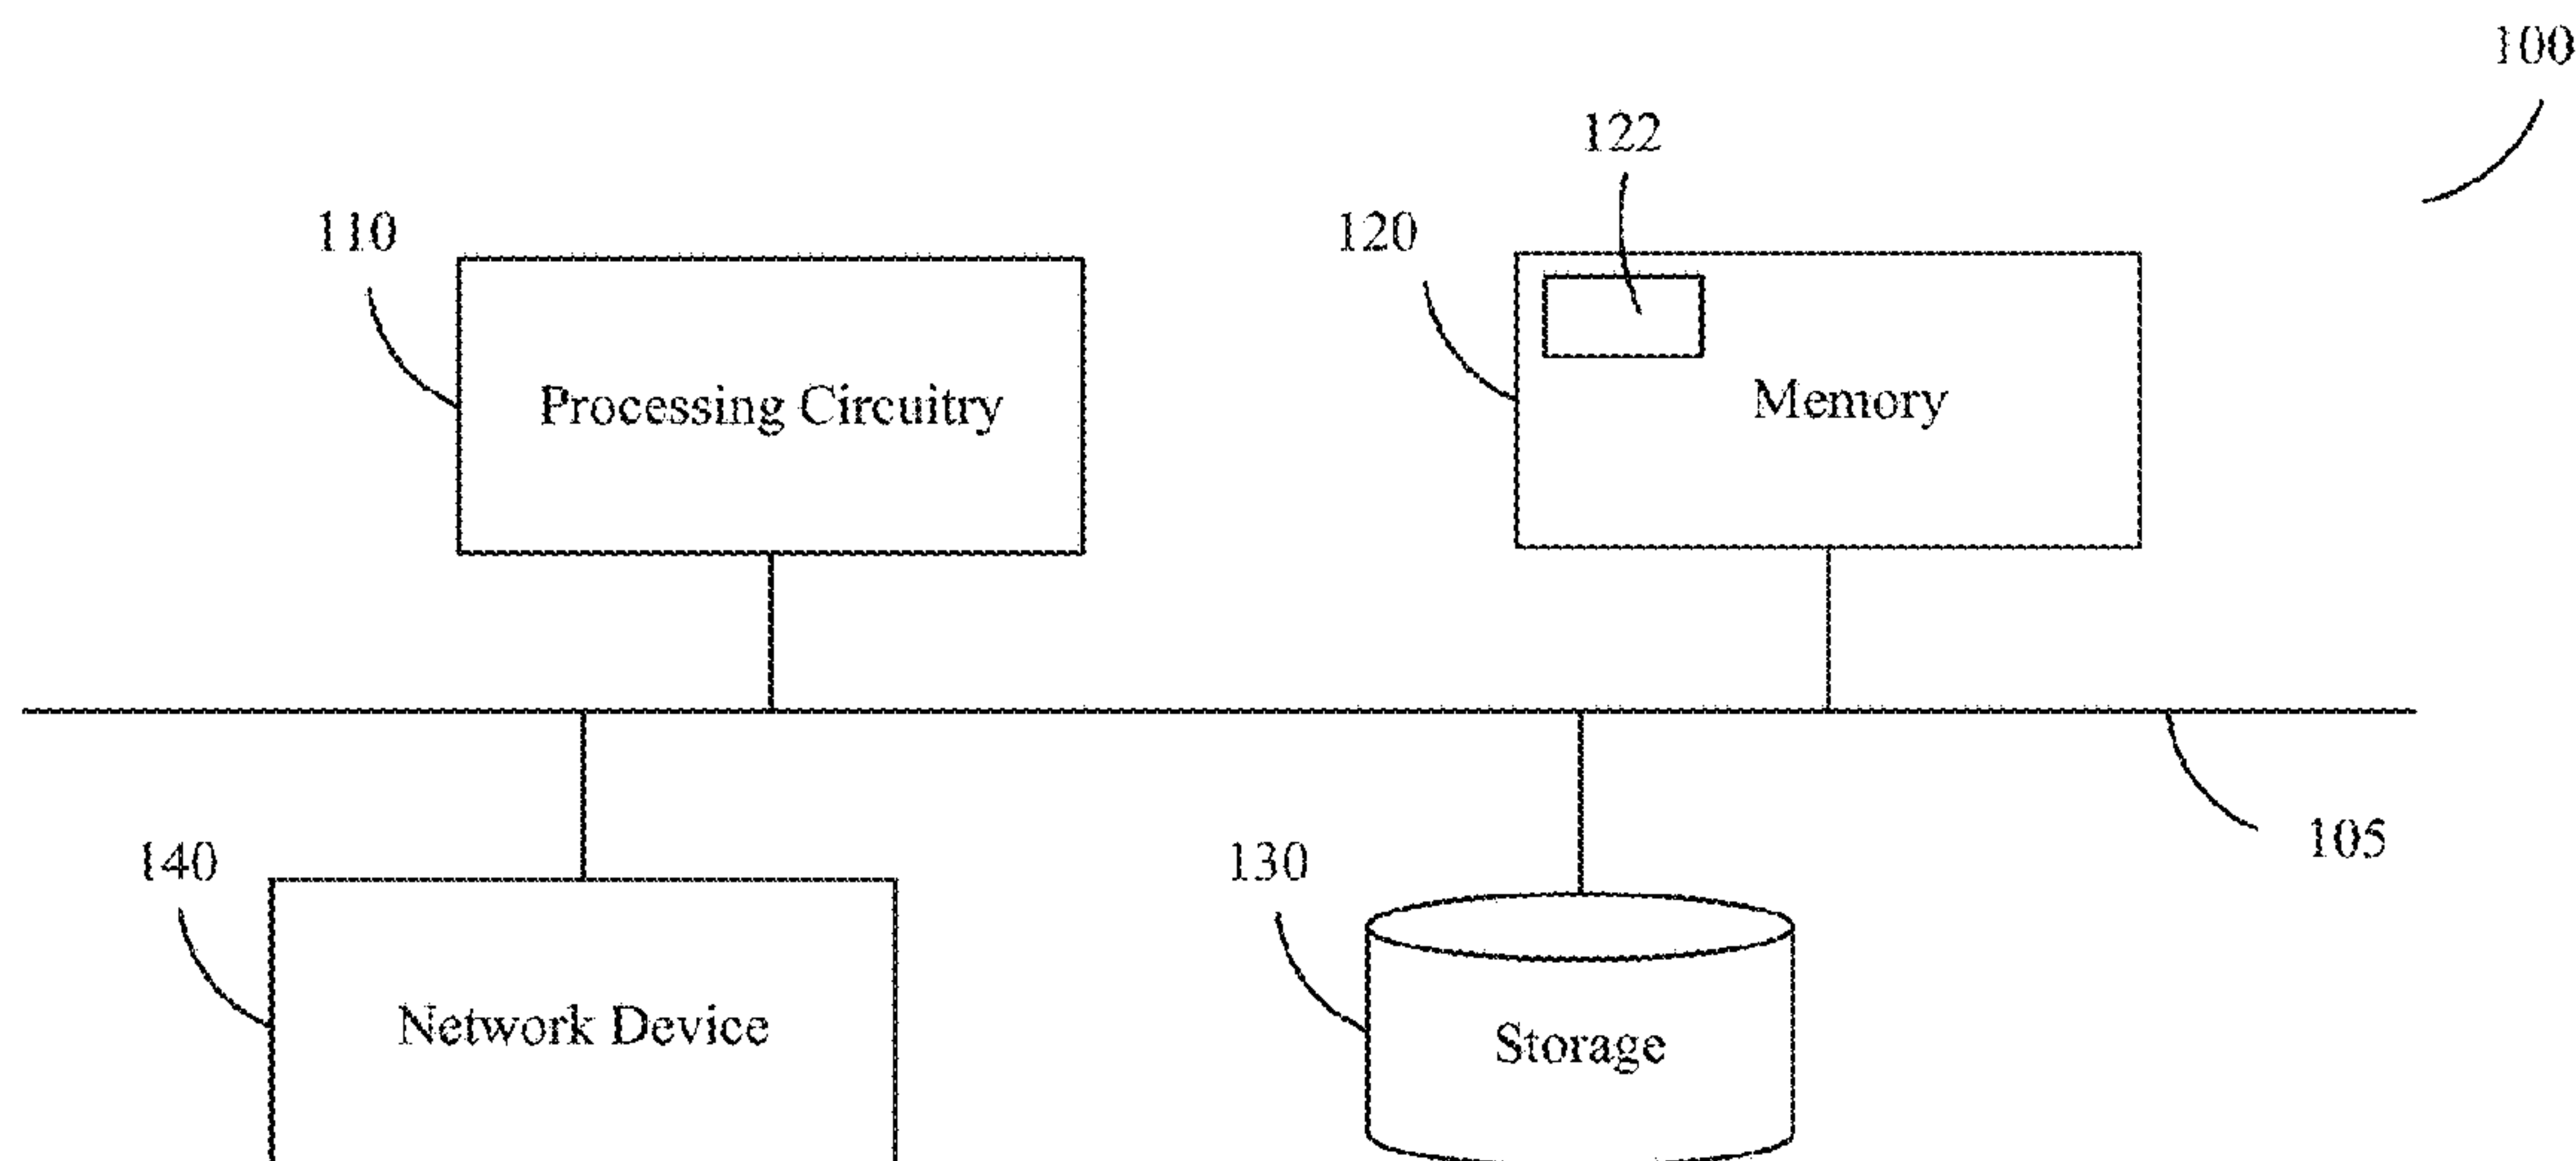 100
122
110
120
Processing Circuitry
Memory
105
140
130
Network Device
Storage